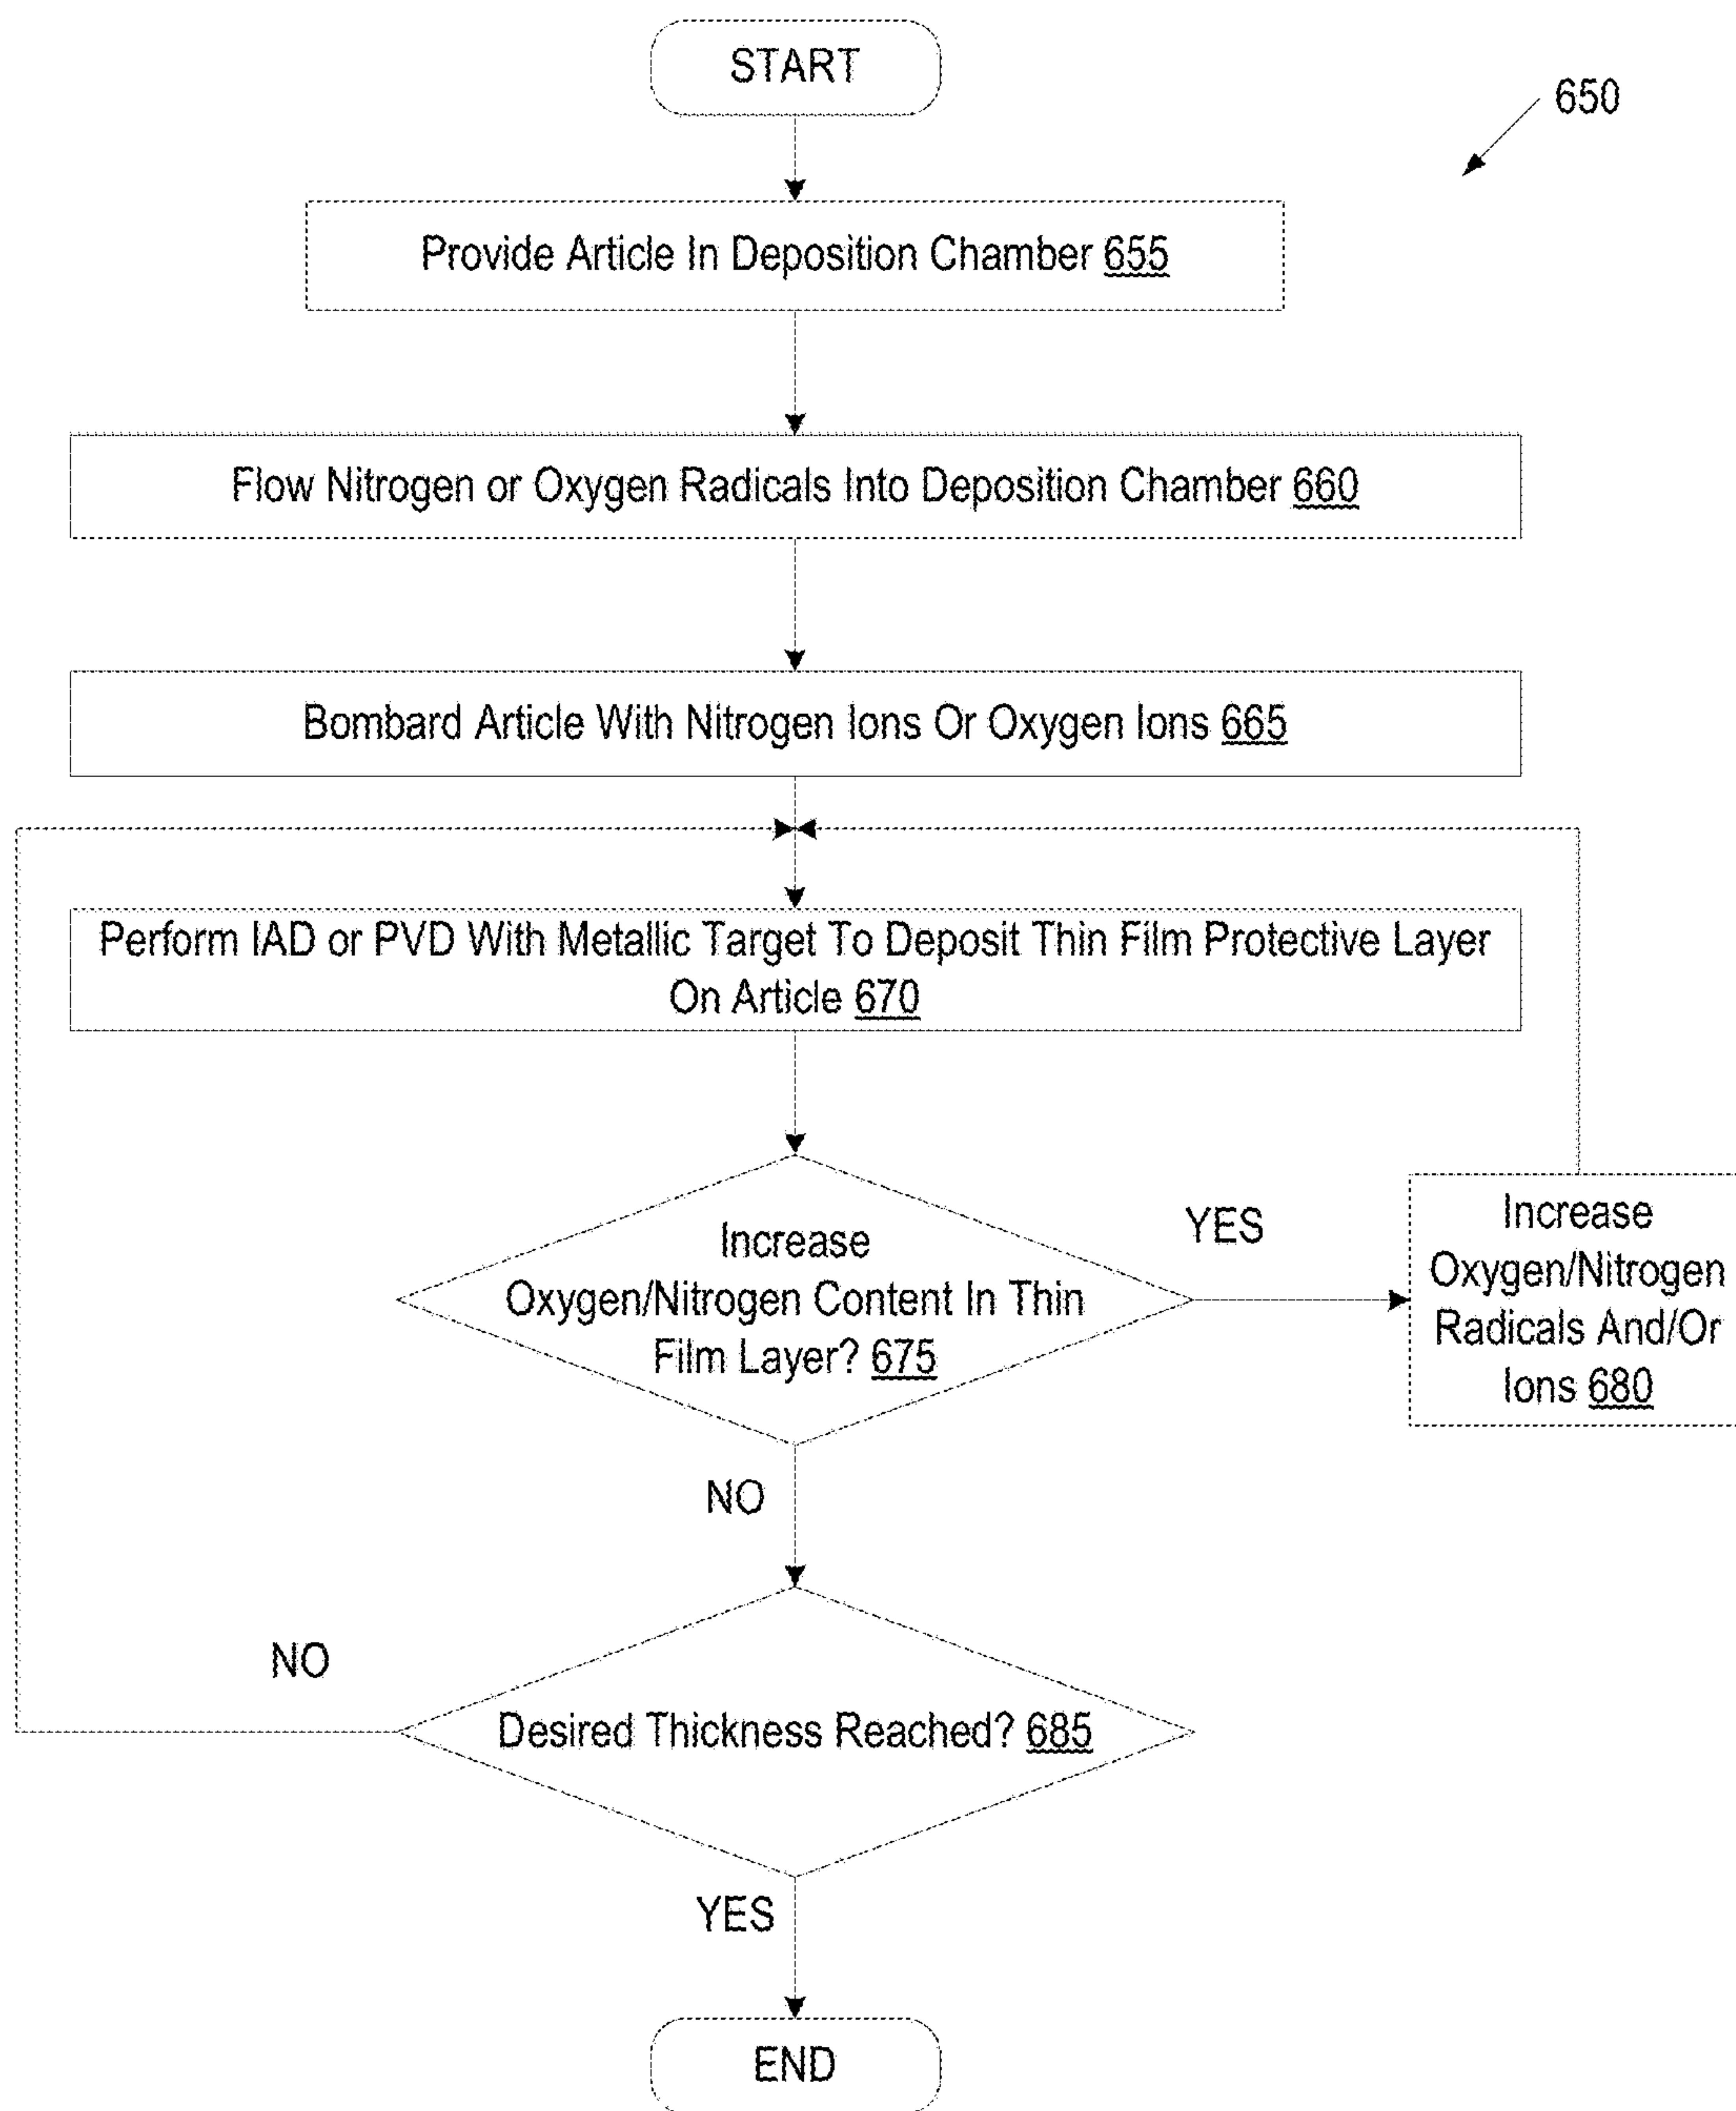 START
650
Provide Article In Deposition Chamber 655
Flow Nitrogen or Oxygen Radicals Into Deposition Chamber 660
Bombard Article With Nitrogen Ions Or Oxygen Ions 665
Perform IAD or PVD With Metallic Target To Deposit Thin Film Protective Layer
On Article 670
Increase
Oxygen/Nitrogen Content In Thin
Film Layer? 675
YES
Increase
Oxygen/Nitrogen
Radicals And/Or
Ions 680
NO
NO
Desired Thickness Reached? 685
YES
END